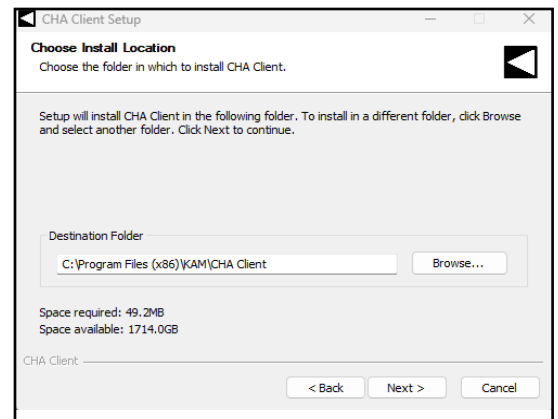 CHA Client Setup
Choose Install Location
Choose the folder in which to install CHA Client.
Setup will install CHA Client in the following folder. To install in a different folder, click Browse
and select another folder. Click Next to continue.
Destination Folder
C:\Program Files (x86)\KAM\CHA Client
Browse...
Space required: 49.2MB
Space available: 1714.0GB
CHA Client
< Back
Next >
Cancel